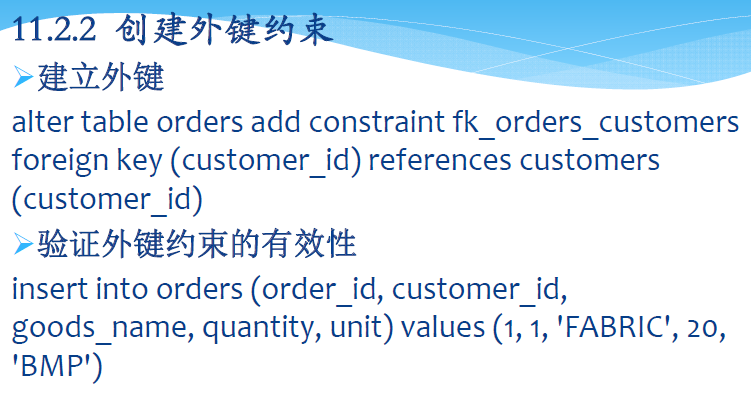 11.2.2 创建外键约束
➢建立外键
alter table orders add constraint fk_orders_customers
foreign key (customer_id) references customers
(customer_id)
➢验证外键约束的有效性
insert into orders (order_id, customer_id,
goods_name, quantity, unit) values (1, 1, 'FABRIC', 20,
'BMP')